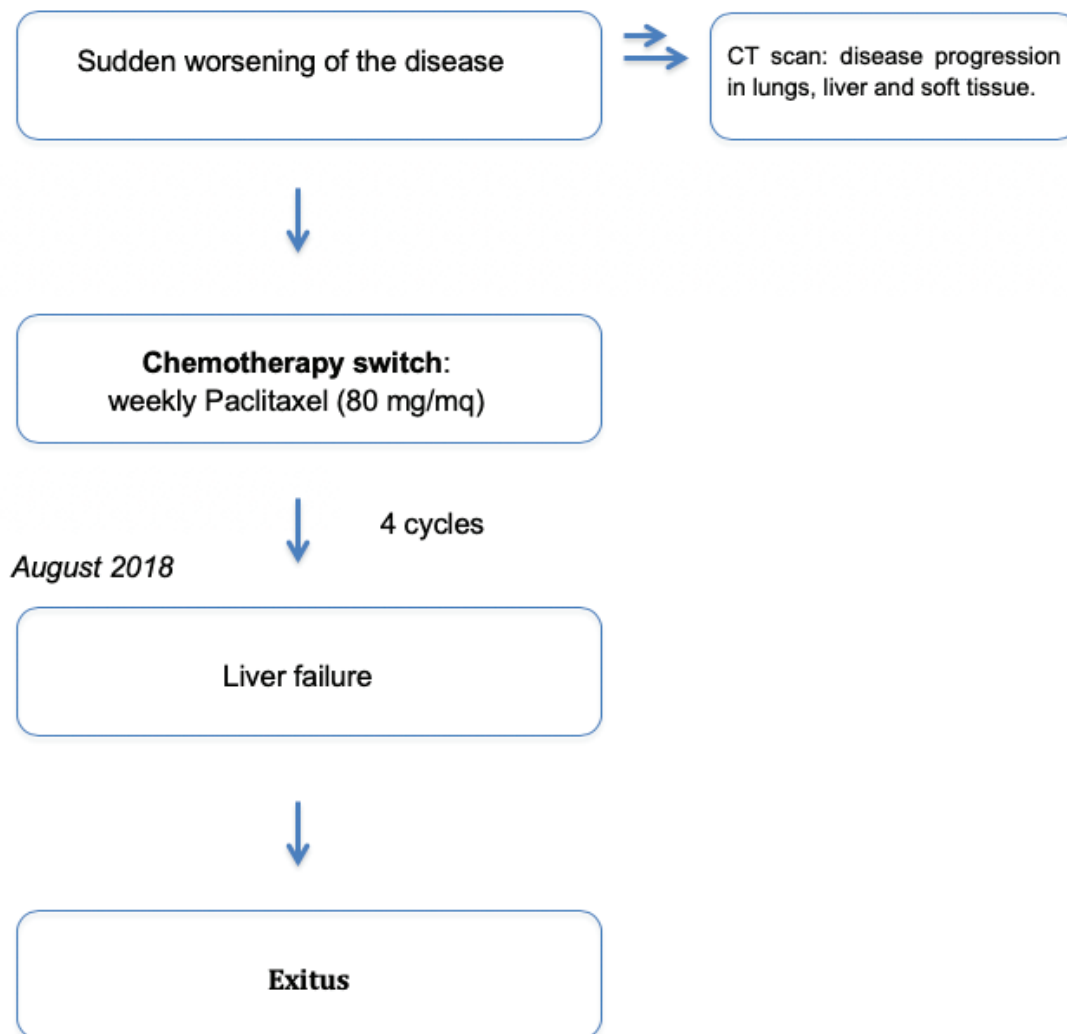 Sudden worsening of the disease
CT scan: disease progression
in lungs, liver and soft tissue.
Chemotherapy switch:
weekly Paclitaxel (80 mg/mq)
4 cycles
August 2018
Liver failure
Exitus